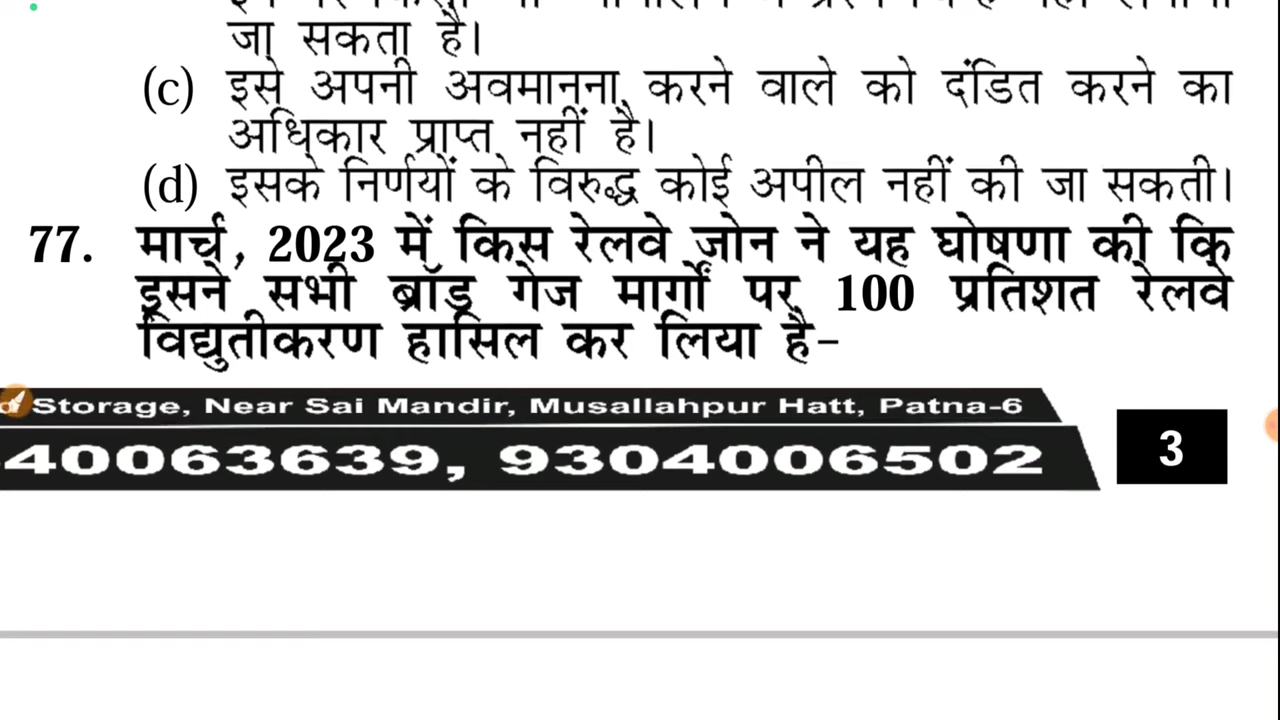 जा सकता है।
(c) इसे अपनी अवमानना करने वाले को दंडित करने का
अधिकार प्राप्त नहीं है।
(d) इसके निर्णयों के विरुद्ध कोई अपील नहीं की जा सकती।
77. मार्च, 2023 में किस रेलवे जोन ने यह घोषणा की कि
इसने सभी ब्रॉड गेज मार्गों पर 100 प्रतिशत रेलवे
विद्युतीकरण हासिल कर लिया है-
Storage, Near Sai Mandir, Musallahpur Hatt, Patna-6
40063639, 9304006502
3